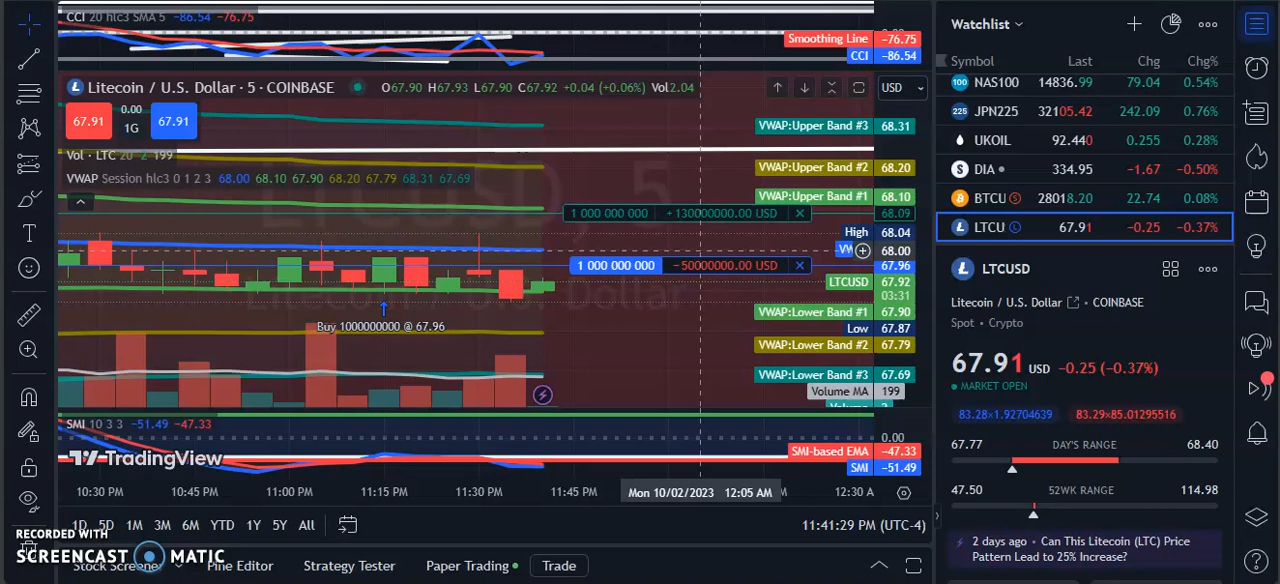 CCI 20 hlc3 SMA 5 −86.54 −76.75
Smoothing Line −76.75
CCI −86.54
Litecoin / U.S. Dollar · 5 · COINBASE O67.90 H67.93 L67.90 C67.92 +0.04 (+0.06%) Vol2.04
USD
67.91 0.00 67.91
1G
VWAP:Upper Band #3 68.31
Vol · LTC 20 2 199
VWAP:Upper Band #2 68.20
VWAP Session hlc3 0 1 2 3 68.00 68.10 67.90 68.20 67.79 68.31 67.69
VWAP:Upper Band #1 68.10
1 000 000 000 +130000000.00 USD 68.09
High 68.04
68.00
1 000 000 000 −50000000.00 USD 67.96
LTCUSD 67.92
03:31
VWAP:Lower Band #1 67.90
Buy 1000000000 @ 67.96
Low 67.87
VWAP:Lower Band #2 67.79
VWAP:Lower Band #3 67.69
Volume MA 199
SMI 10 3 3 −51.49 −47.33
0.00
SMI-based EMA −47.33
SMI −51.49
TradingView
10:30 PM 10:45 PM 11:00 PM 11:15 PM 11:30 PM 11:45 PM Mon 10/02/2023 12:05 AM 12:30 A
1D 5D 1M 3M 6M YTD 1Y 5Y All
11:41:29 PM (UTC-4)
RECORDED WITH
SCREENCAST MATIC
Stock Screener Pine Editor Strategy Tester Paper Trading Trade
Watchlist
Symbol Last Chg Chg%
100 NAS100 14836.99 79.04 0.54%
225 JPN225 32105.42 242.09 0.76%
UKOIL 92.440 0.255 0.28%
DIA 334.95 −1.67 −0.50%
BTCU 28018.20 22.74 0.08%
LTCU 67.91 −0.25 −0.37%
LTCUSD
Litecoin / U.S. Dollar COINBASE
Spot • Crypto
67.91 USD −0.25 (−0.37%)
MARKET OPEN
83.28×1.92704639 83.29×85.01295516
67.77 DAY'S RANGE 68.40
47.50 52WK RANGE 114.98
2 days ago • Can This Litecoin (LTC) Price
Pattern Lead to 25% Increase?